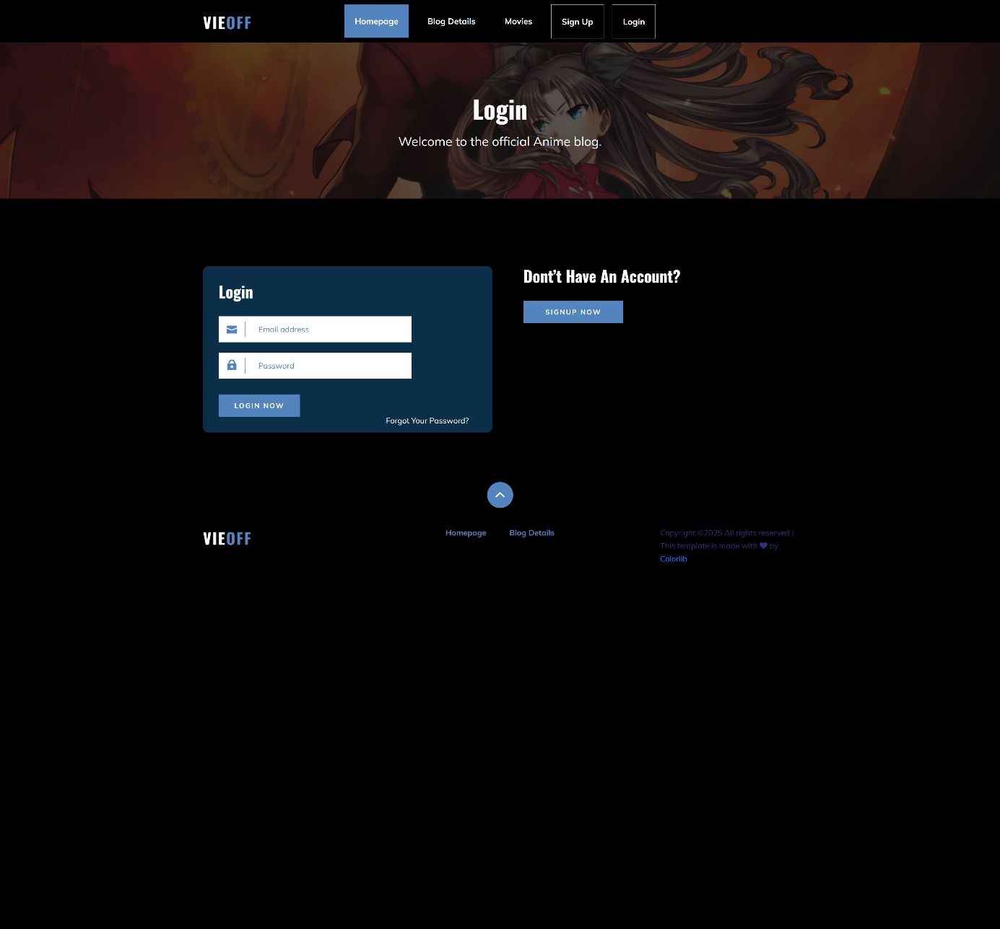 VIEOFF
Homepage
Blog Details
Movies
Sign Up
Login
Login
Welcome to the official Anime blog.
Login
Email address
Password
LOGIN NOW
Forgot Your Password?
Dont’t Have An Account?
SIGNUP NOW
VIEOFF
Homepage
Blog Details
Copyright ©2025 All rights reserved |
This template is made with ♥ by
Colorlib